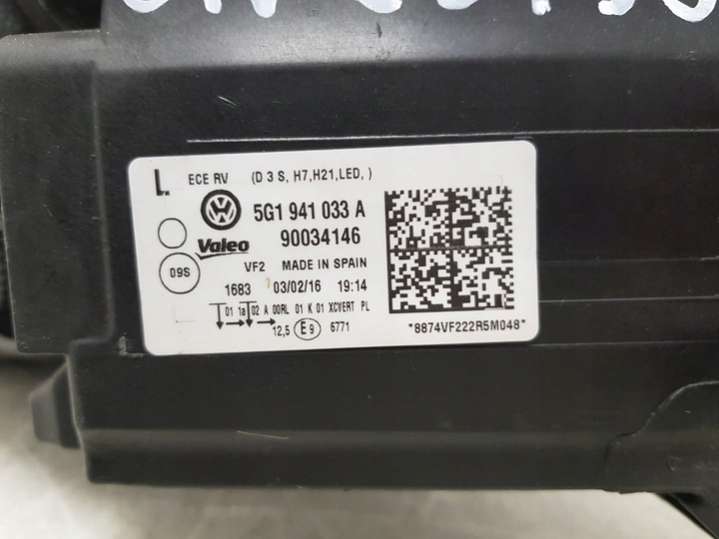 L. ECE RV (D 3 S, H7,H21,LED, )
5G1 941 033 A
Valeo 90034146
09S
VF2 MADE IN SPAIN
1683 03/02/16 19:14
01 1a 02 A 00RL 01 K 01 XCVERT PL
12,5 E9 6771
*8874VF222R5M048*